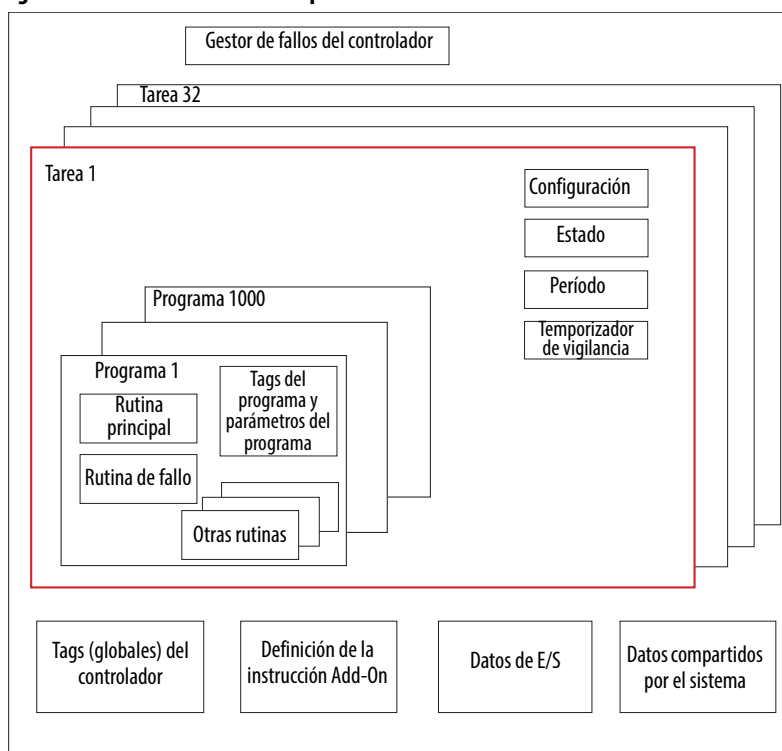 Gestor de fallos del controlador
Tarea 32
Tarea 1
Configuración
Estado
Período
Temporizador
de vigilancia
Programa 1000
Programa 1
Tags del
programa y
parámetros del
programa
Rutina
principal
Rutina de fallo
Otras rutinas
Tags (globales) del
controlador
Definición de la
instrucción Add-On
Datos de E/S
Datos compartidos
por el sistema